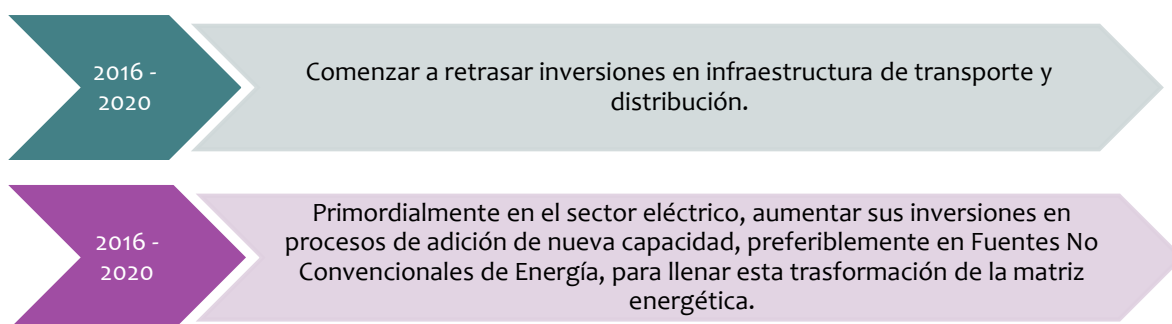 2016 -
2020
Comenzar a retrasar inversiones en infraestructura de transporte y
distribución.
2016 -
2020
Primordialmente en el sector eléctrico, aumentar sus inversiones en
procesos de adición de nueva capacidad, preferiblemente en Fuentes No
Convencionales de Energía, para llenar esta trasformación de la matriz
energética.